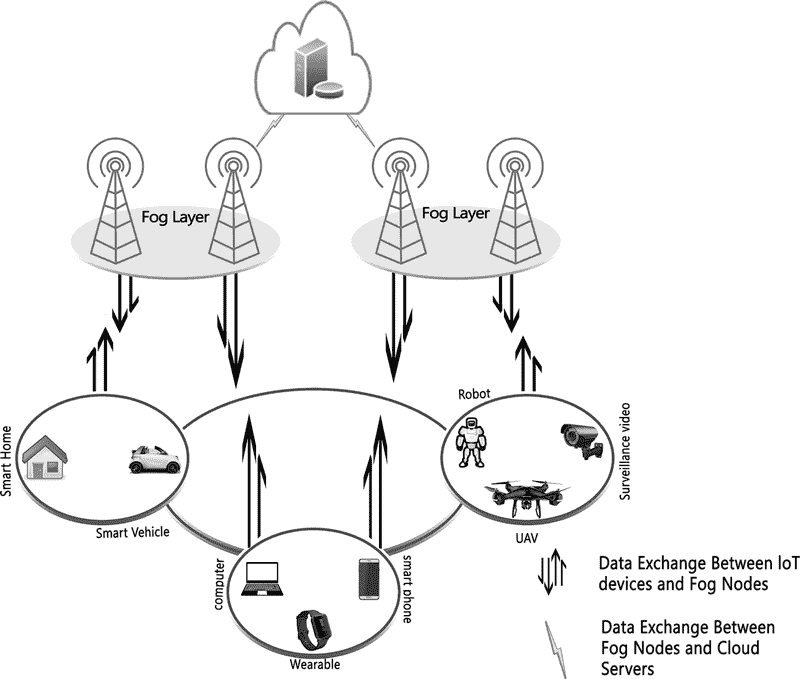 Fog Layer
Fog Layer
Robot
Smart Home
Surveillance video
Smart Vehicle
UAV
computer
smart phone
Wearable
Data Exchange Between IoT
devices and Fog Nodes
Data Exchange Between
Fog Nodes and Cloud
Servers